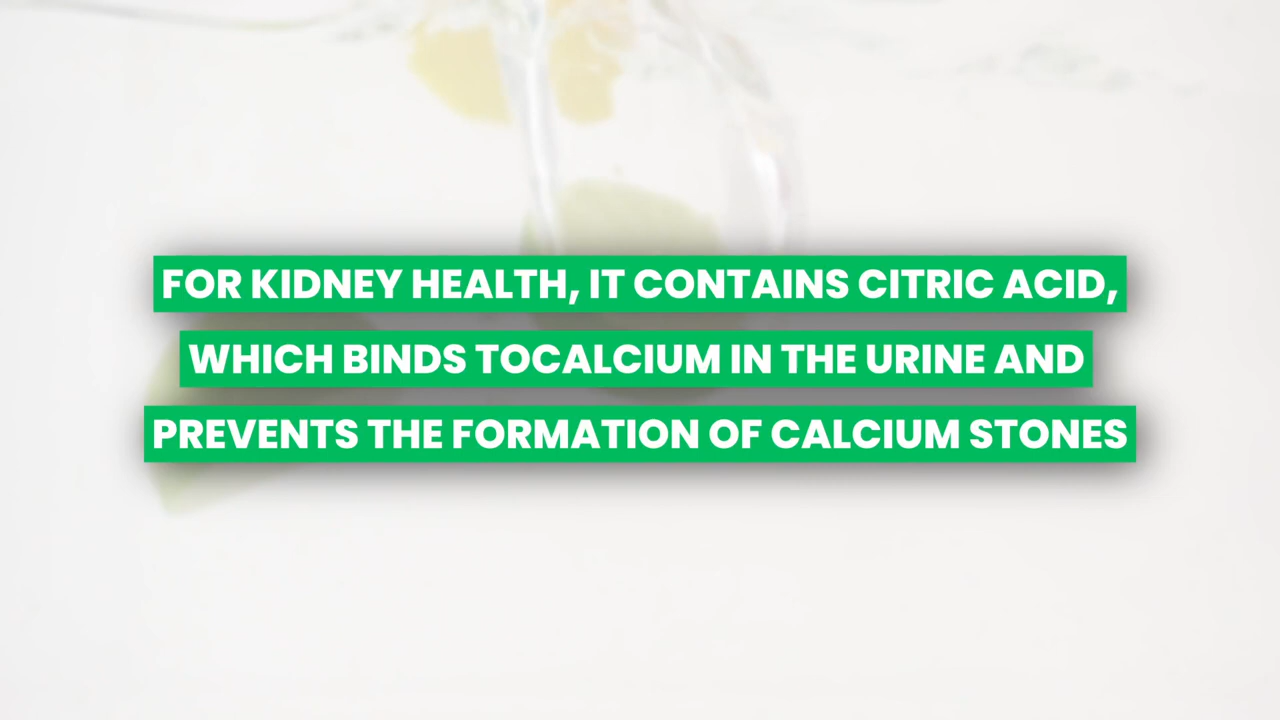 FOR KIDNEY HEALTH, IT CONTAINS CITRIC ACID,
WHICH BINDS TOCALCIUM IN THE URINE AND
PREVENTS THE FORMATION OF CALCIUM STONES